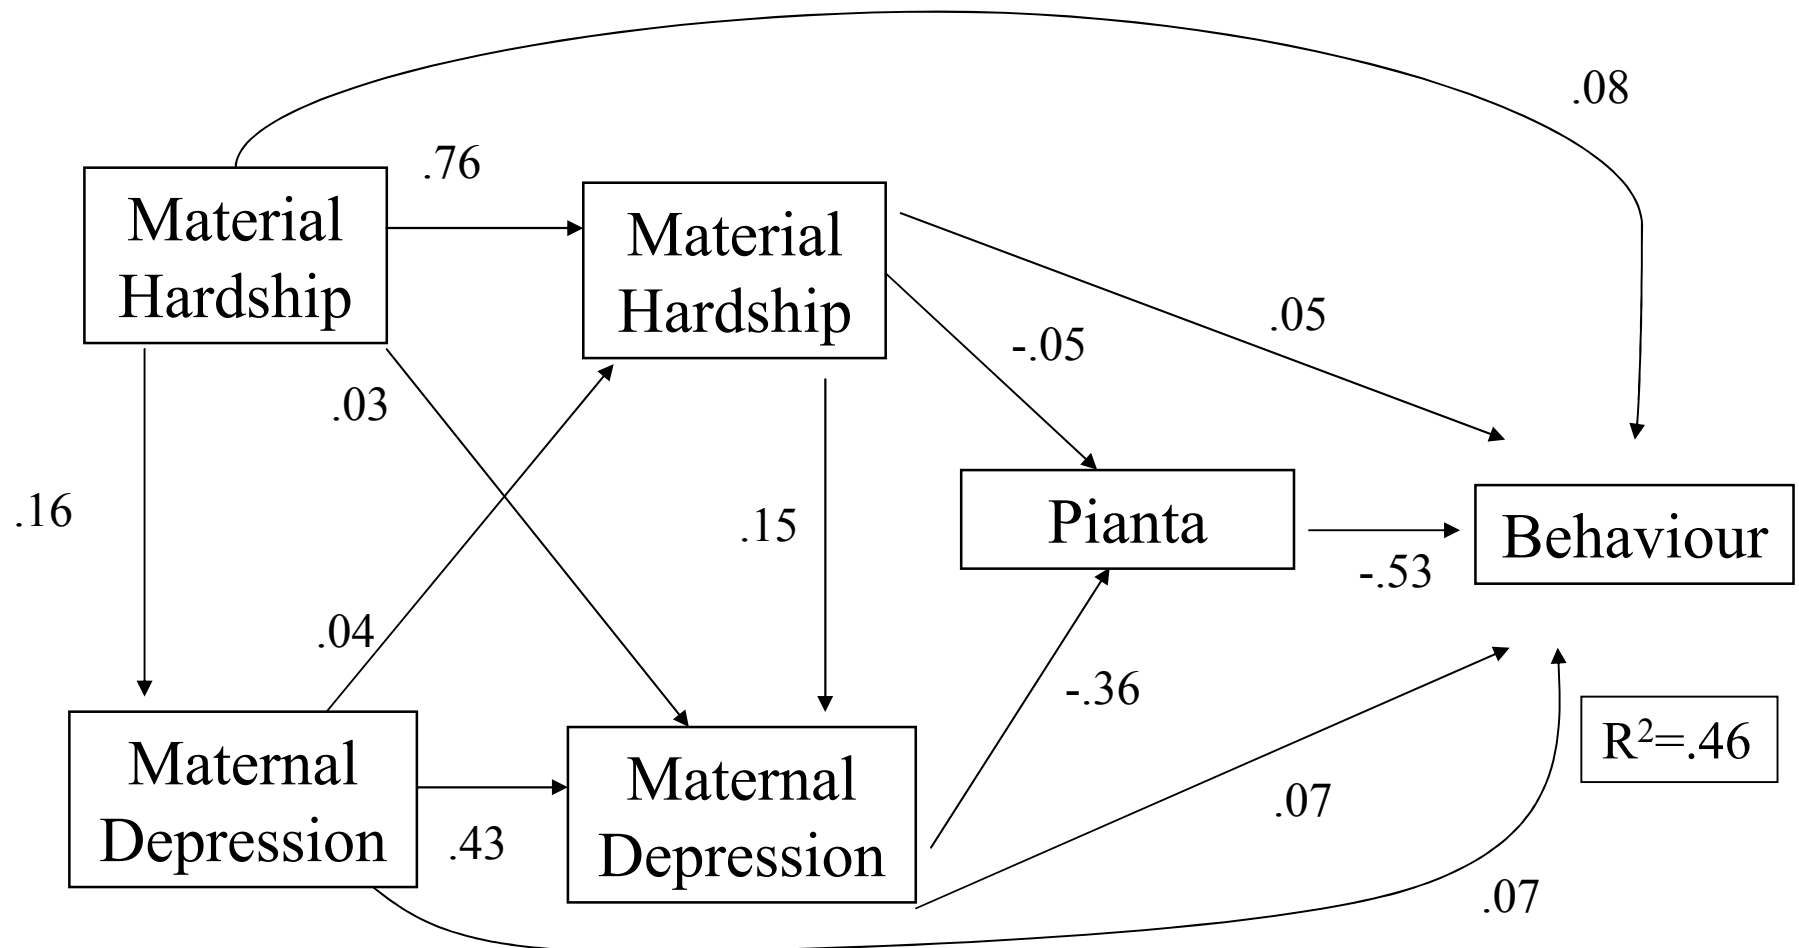 .08
.76
Material
Hardship
Material
Hardship
.05
-.05
.03
.16
.15
Pianta
Behaviour
-.53
.04
-.36
R²=.46
Maternal
Depression
Maternal
Depression
.43
.07
.07